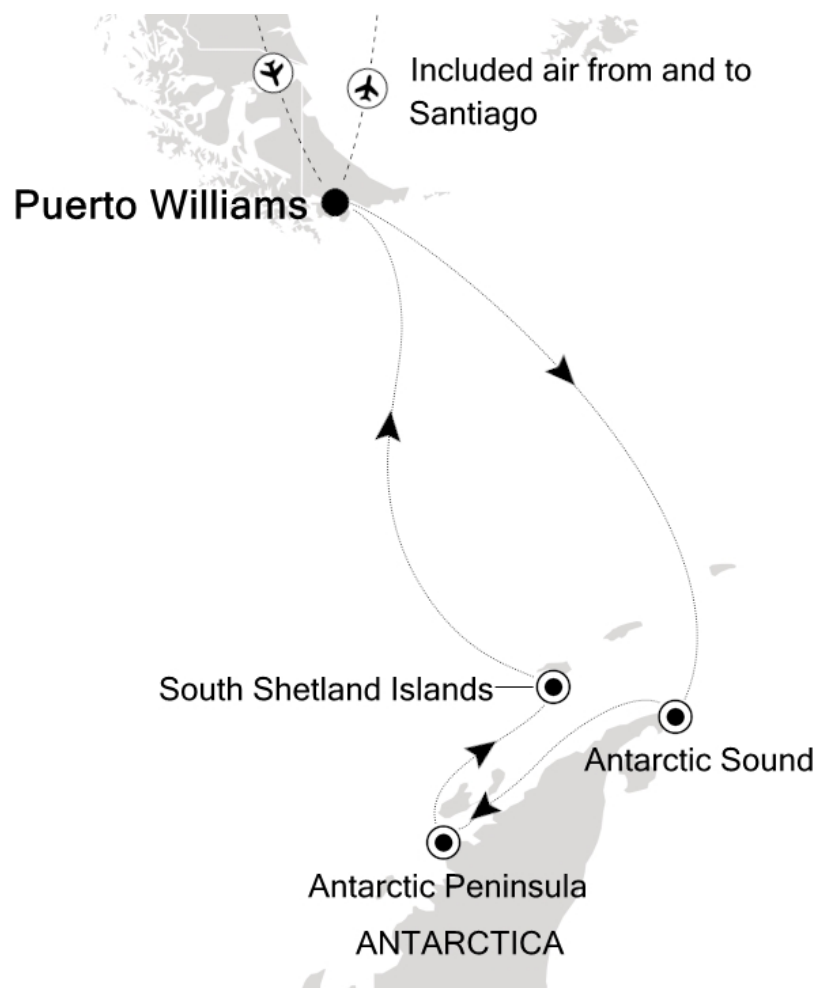 Included air from and to
Santiago
Puerto Williams
South Shetland Islands
Antarctic Sound
Antarctic Peninsula
ANTARCTICA